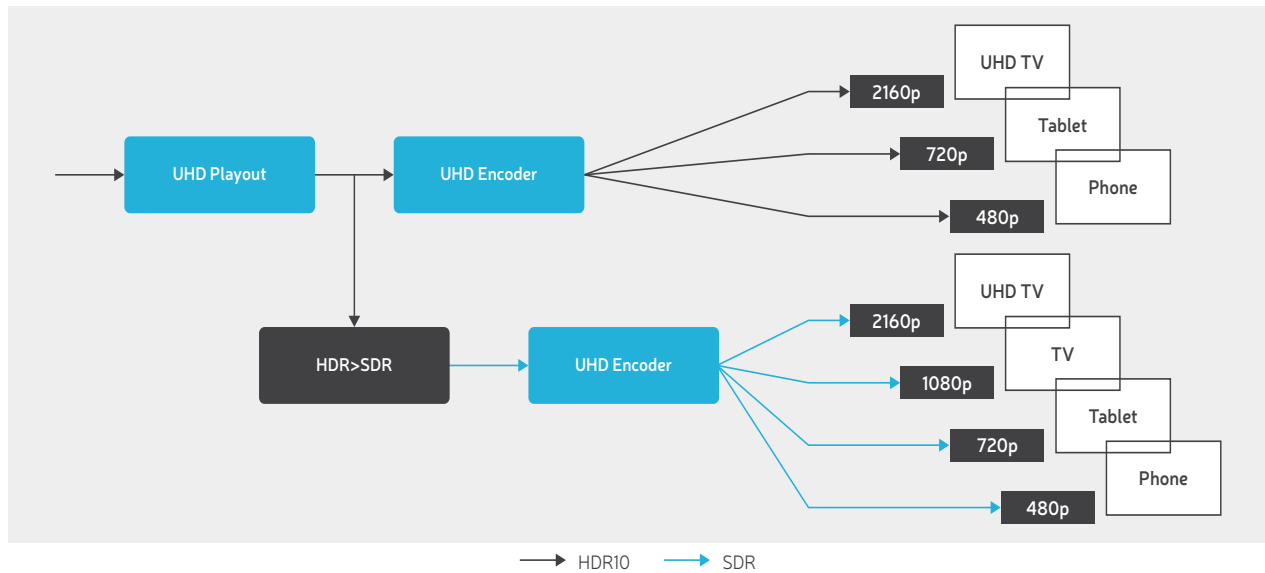 UHD Playout
UHD Encoder
2160p
720p
480p
UHD TV
Tablet
Phone
HDR>SDR
UHD Encoder
2160p
1080p
720p
480p
UHD TV
TV
Tablet
Phone
HDR10
SDR